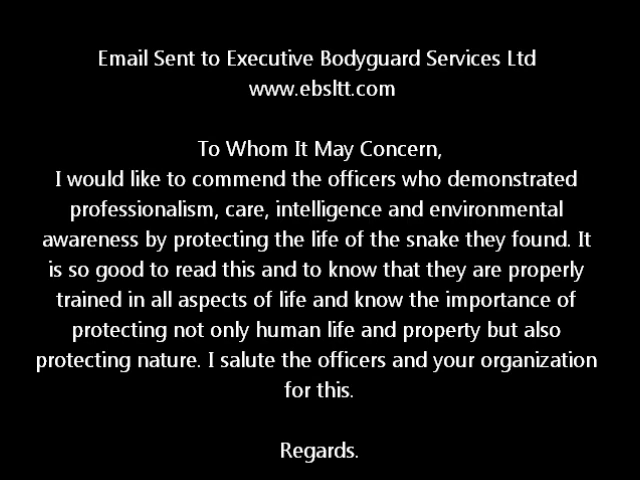 Email Sent to Executive Bodyguard Services Ltd
www.ebsltt.com
To Whom It May Concern,
I would like to commend the officers who demonstrated
professionalism, care, intelligence and environmental
awareness by protecting the life of the snake they found. It
is so good to read this and to know that they are properly
trained in all aspects of life and know the importance of
protecting not only human life and property but also
protecting nature. I salute the officers and your organization
for this.
Regards.